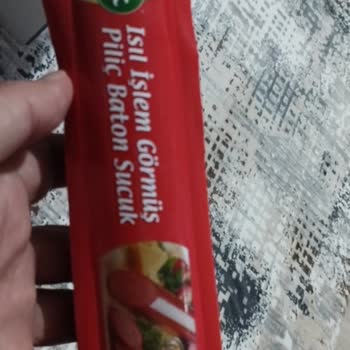 Isıl İşlem Görmüş
Piliç Baton Sucuk